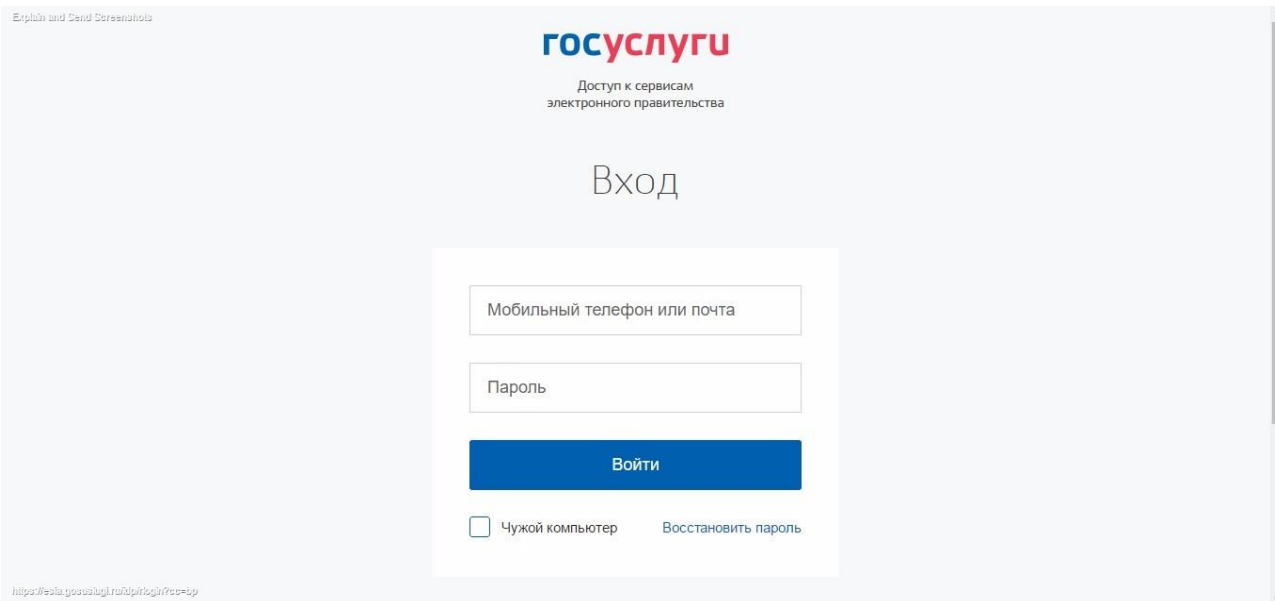 Explain and Send Screenshots
госуслуги
Доступ к сервисам
электронного правительства
Вход
Мобильный телефон или почта
Пароль
Войти
Чужой компьютер
Восстановить пароль
https://esia.gosuslugi.ru/idp/rlogin?cc=bp